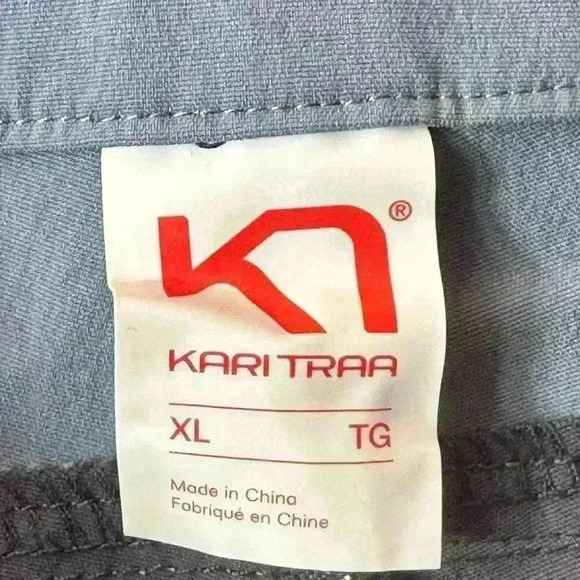 ®
KARI TRAA
XL TG
Made in China
Fabriqué en Chine